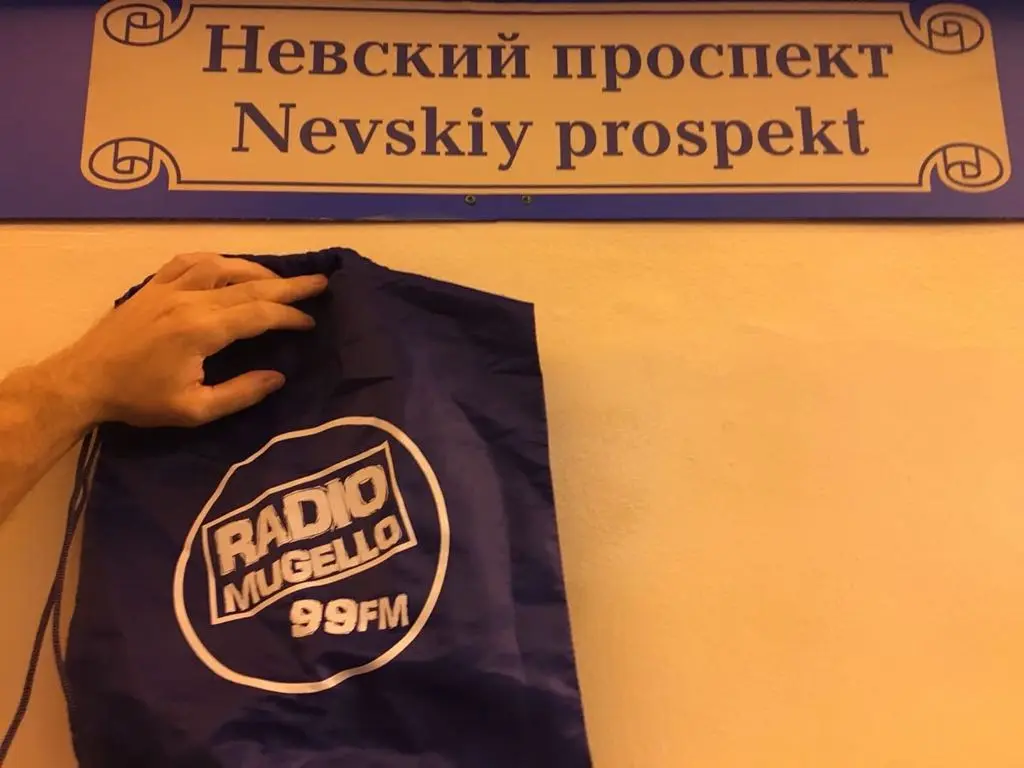 Невский проспект
Nevskiy prospekt
RADIO
MUGELLO
99FM